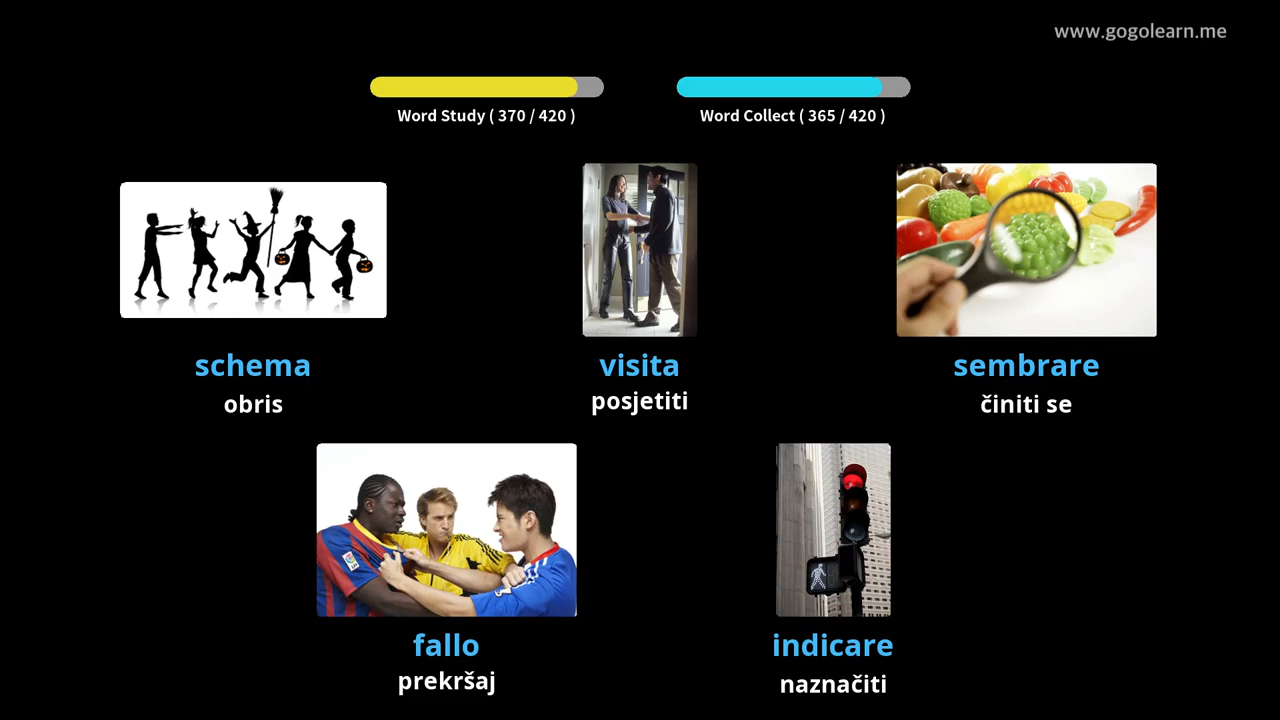 www.gogolearn.me
Word Study ( 370 / 420 )
Word Collect ( 365 / 420 )
schema
obris
visita
posjetiti
sembrare
činiti se
fallo
prekršaj
indicare
naznačiti